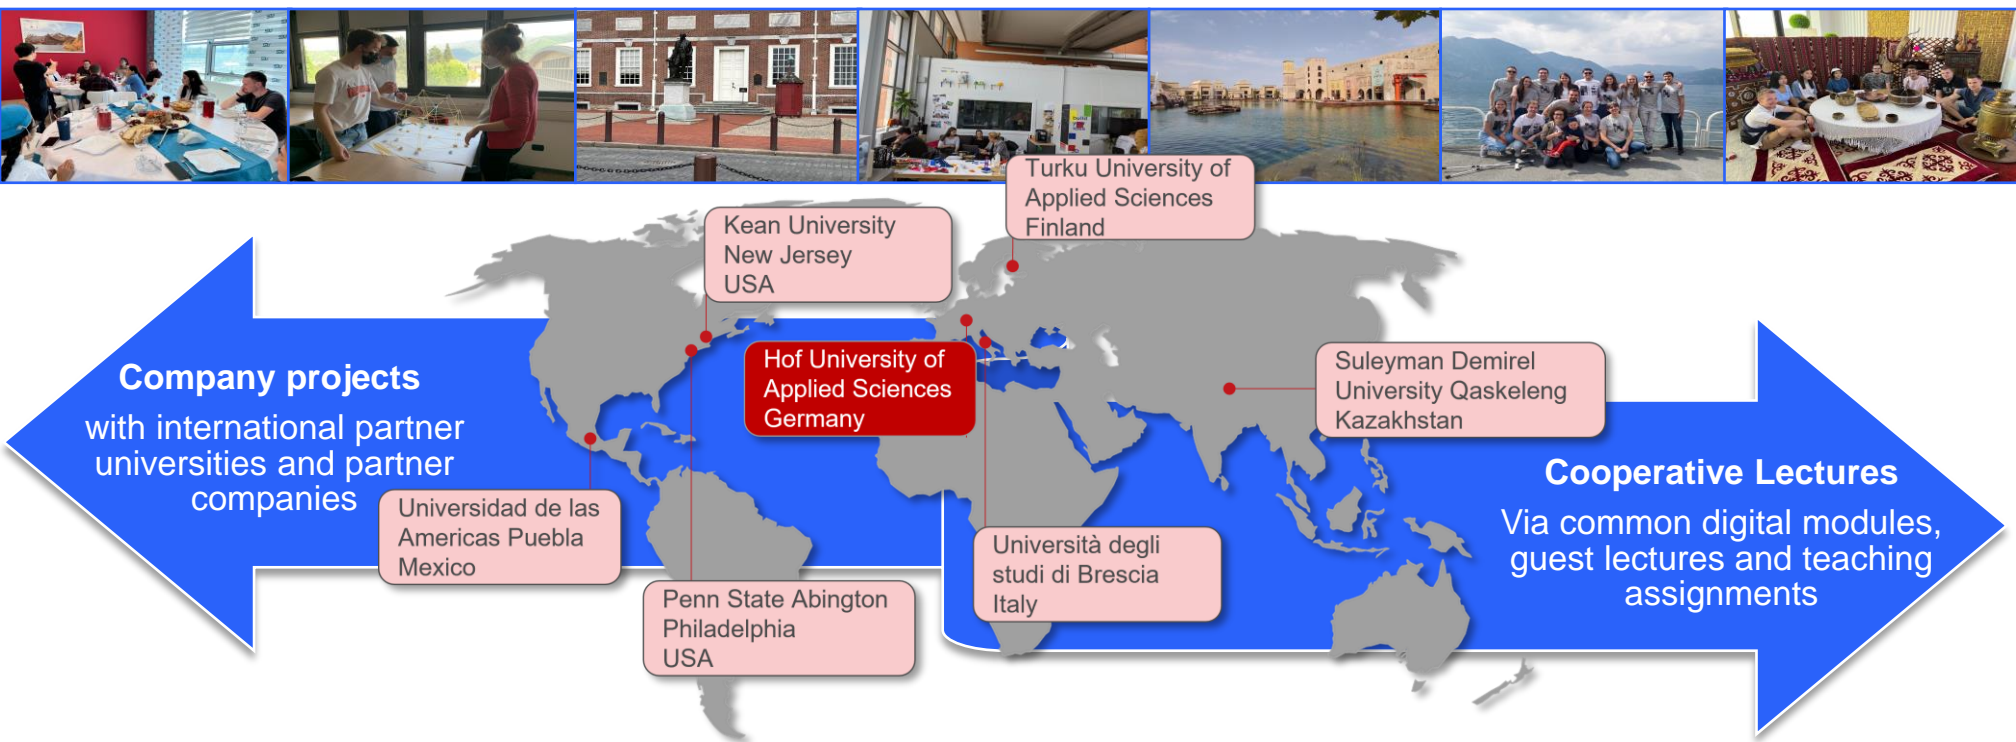 Turku University of
Applied Sciences
Finland
Kean University
New Jersey
USA
Hof University of
Applied Sciences
Germany
Suleyman Demirel
University Qaskeleng
Kazakhstan
Company projects
with international partner
universities and partner
companies
Universidad de las
Americas Puebla
Mexico
Penn State Abington
Philadelphia
USA
Università degli
studi di Brescia
Italy
Cooperative Lectures
Via common digital modules,
guest lectures and teaching
assignments